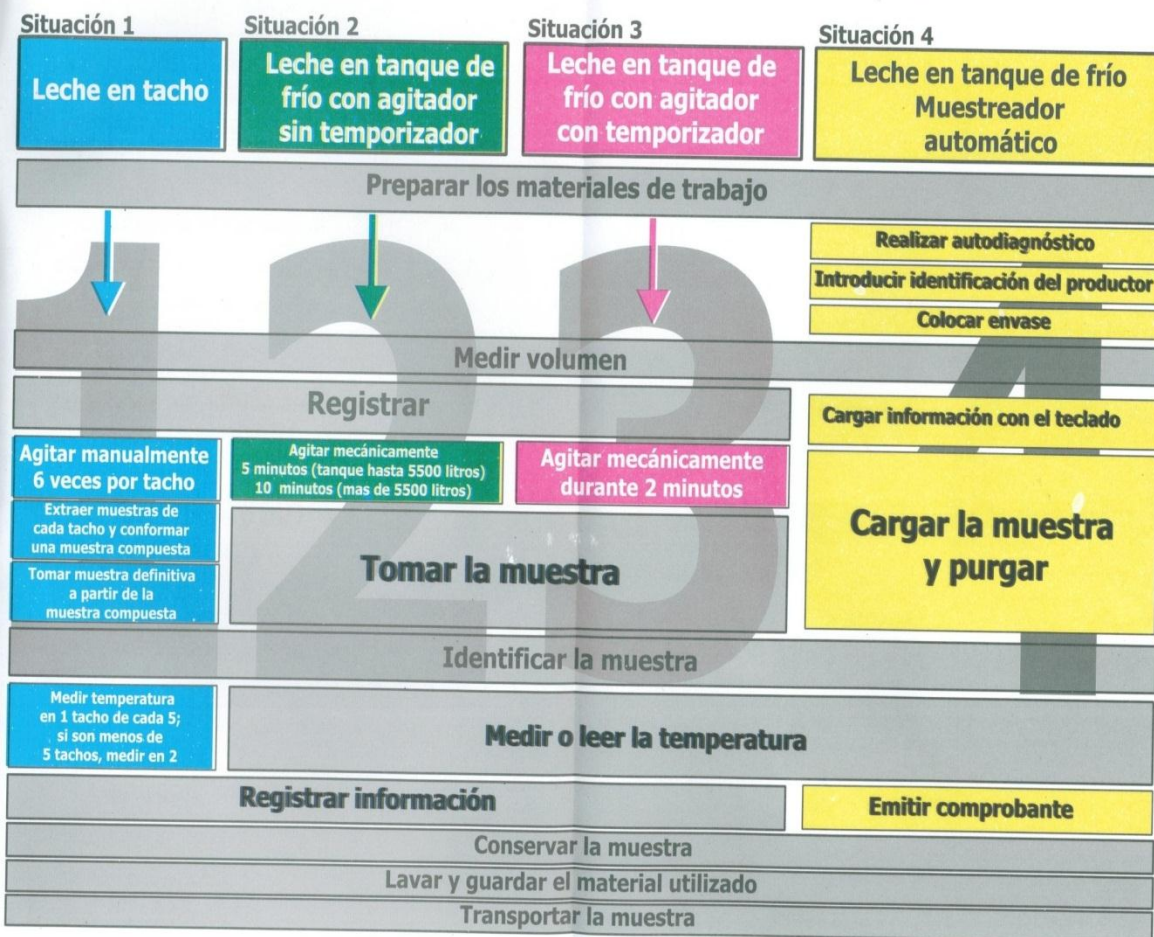 Situación 1
Leche en tacho
Situación 2
Leche en tanque de
frío con agitador
sin temporizador
Situación 3
Leche en tanque de
frío con agitador
con temporizador
Situación 4
Leche en tanque de frío
Muestreador
automático
Preparar los materiales de trabajo
1
2
3
4
Realizar autodiagnóstico
Introducir identificación del productor
Colocar envase
Medir volumen
Registrar
Cargar información con el teclado
Agitar manualmente
6 veces por tacho
Agitar mecánicamente
5 minutos (tanque hasta 5500 litros)
10 minutos (mas de 5500 litros)
Agitar mecánicamente
durante 2 minutos
Extraer muestras de
cada tacho y conformar
una muestra compuesta
Tomar muestra definitiva
a partir de la
muestra compuesta
Tomar la muestra
Cargar la muestra
y purgar
Identificar la muestra
Medir temperatura
en 1 tacho de cada 5;
si son menos de
5 tachos, medir en 2
Medir o leer la temperatura
Registrar información
Emitir comprobante
Conservar la muestra
Lavar y guardar el material utilizado
Transportar la muestra